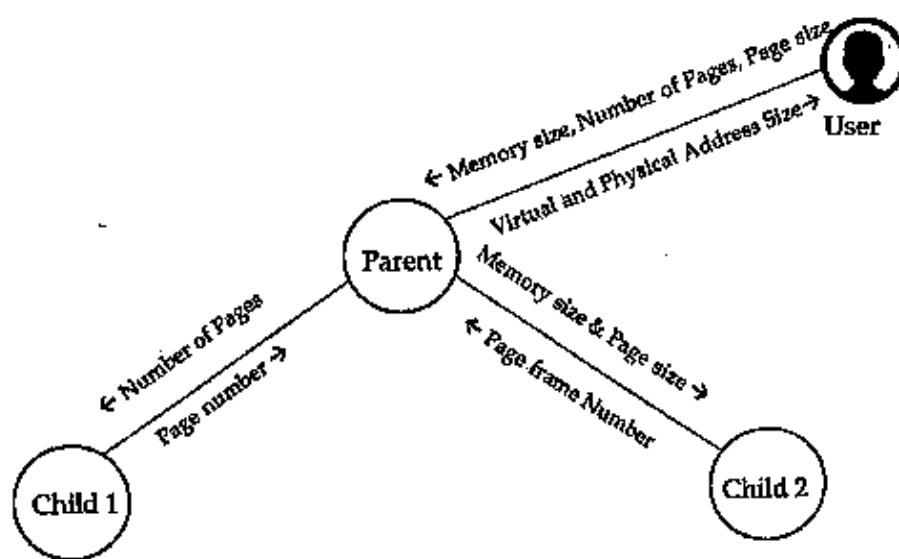 ← Memory size, Number of Pages, Page size
User
Virtual and Physical Address Size →
Parent
Memory size & Page size →
← Page frame Number
← Number of Pages
Page number →
Child 1
Child 2